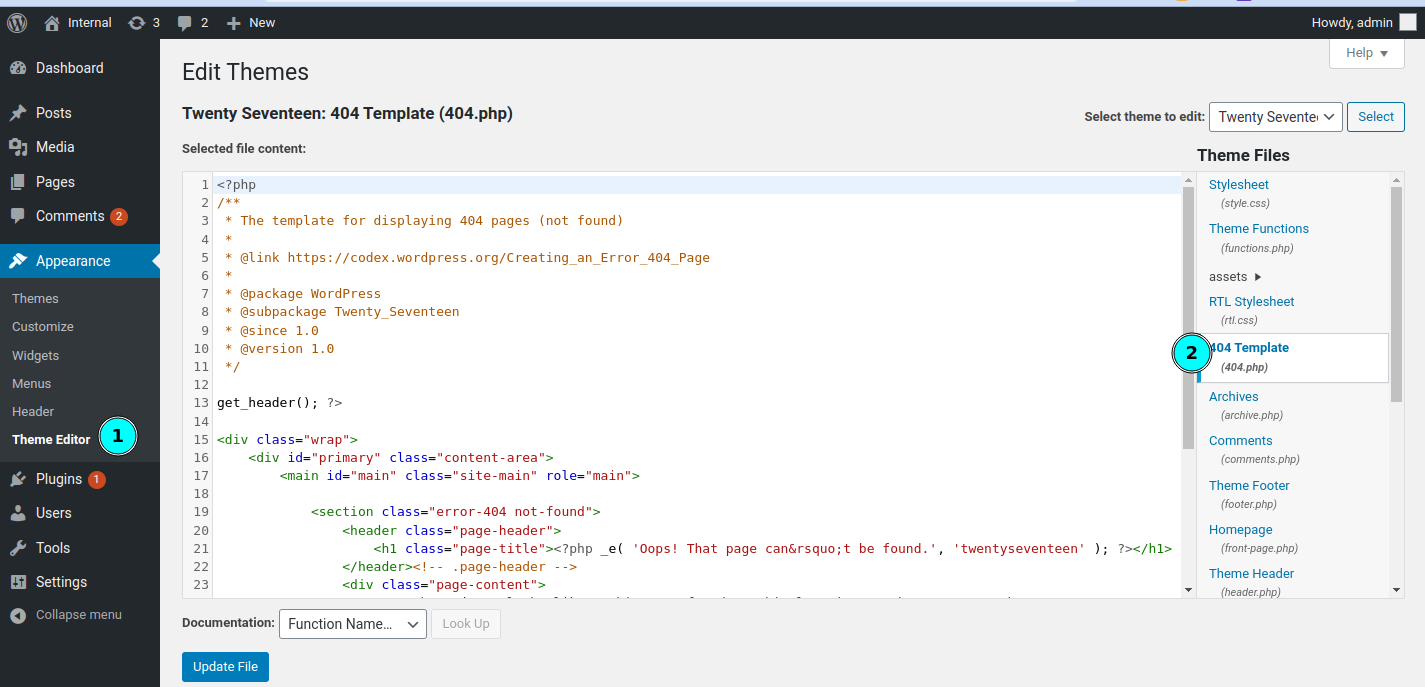 Internal 3 2 New Howdy, admin
Help
Dashboard
Posts
Media
Pages
Comments 2
Appearance
Themes
Customize
Widgets
Menus
Header
Theme Editor 1
Plugins 1
Users
Tools
Settings
Collapse menu
Edit Themes
Twenty Seventeen: 404 Template (404.php)
Select theme to edit: Twenty Sevente Select
Selected file content:
1 <?php
2 /**
3  * The template for displaying 404 pages (not found)
4  *
5  * @link https://codex.wordpress.org/Creating_an_Error_404_Page
6  *
7  * @package WordPress
8  * @subpackage Twenty_Seventeen
9  * @since 1.0
10  * @version 1.0
11  */
12
13 get_header(); ?>
14
15 <div class="wrap">
16     <div id="primary" class="content-area">
17         <main id="main" class="site-main" role="main">
18
19             <section class="error-404 not-found">
20                 <header class="page-header">
21                     <h1 class="page-title"><?php _e( 'Oops! That page can&rsquo;t be found.', 'twentyseventeen' ); ?></h1>
22                 </header><!-- .page-header -->
23                 <div class="page-content">
Theme Files
Stylesheet
(style.css)
Theme Functions
(functions.php)
assets
RTL Stylesheet
(rtl.css)
2 404 Template
(404.php)
Archives
(archive.php)
Comments
(comments.php)
Theme Footer
(footer.php)
Homepage
(front-page.php)
Theme Header
(header.php)
Documentation: Function Name... Look Up
Update File